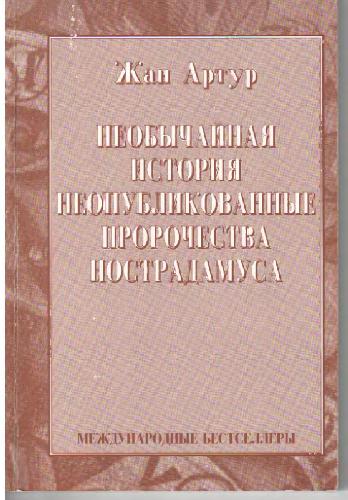 Жан Артур
НЕОБЫЧАЙНАЯ
ИСТОРИЯ
НЕОПУБЛИКОВАННЫЕ
ПРОРОЧЕСТВА
НОСТРАДАМУСА
МЕЖДУНАРОДНЫЕ БЕСТСЕЛЛЕРЫ